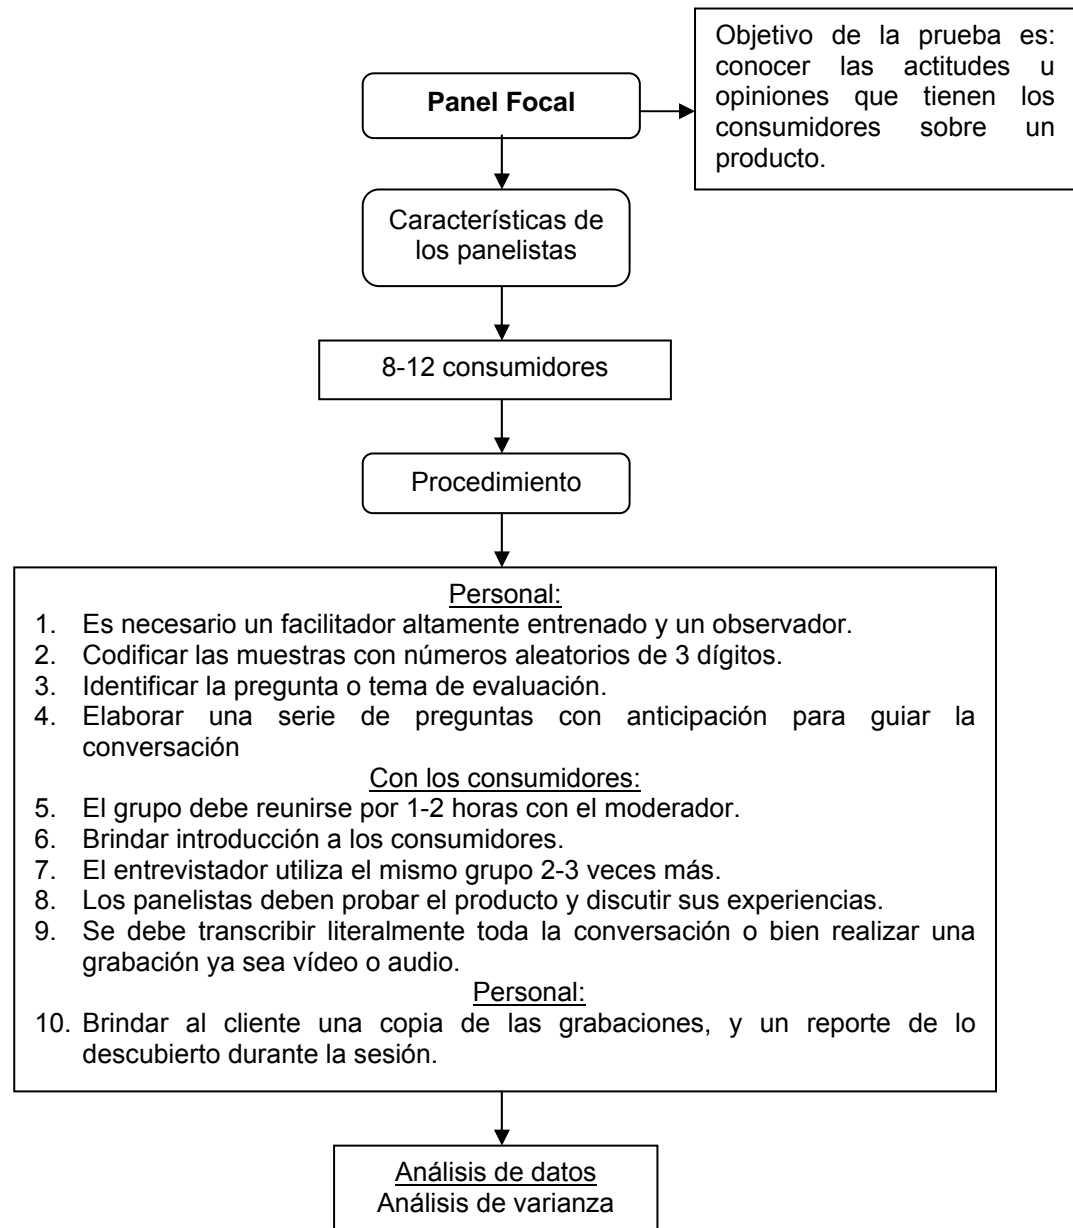 Panel Focal
Objetivo de la prueba es:
conocer las actitudes u
opiniones que tienen los
consumidores sobre un
producto.
Cararterísticas de
los panelistas
8-12 consumidores
Procedimiento
Personal:
1. Es necesario un facilitador altamente entrenado y un observador.
2. Codificar las muestras con números aleatorios de 3 dígitos.
3. Identificar la pregunta o tema de evaluación.
4. Elaborar una serie de preguntas con anticipación para guiar la
conversación
Con los consumidores:
5. El grupo debe reunirse por 1-2 horas con el moderador.
6. Brindar introducción a los consumidores.
7. El entrevistador utiliza el mismo grupo 2-3 veces más.
8. Los panelistas deben probar el producto y discutir sus experiencias.
9. Se debe transcribir literalmente toda la conversación o bien realizar una
grabación ya sea vídeo o audio.
Personal:
10. Brindar al cliente una copia de las grabaciones, y un reporte de lo
descubierto durante la sesión.
Análisis de datos
Análisis de varianza